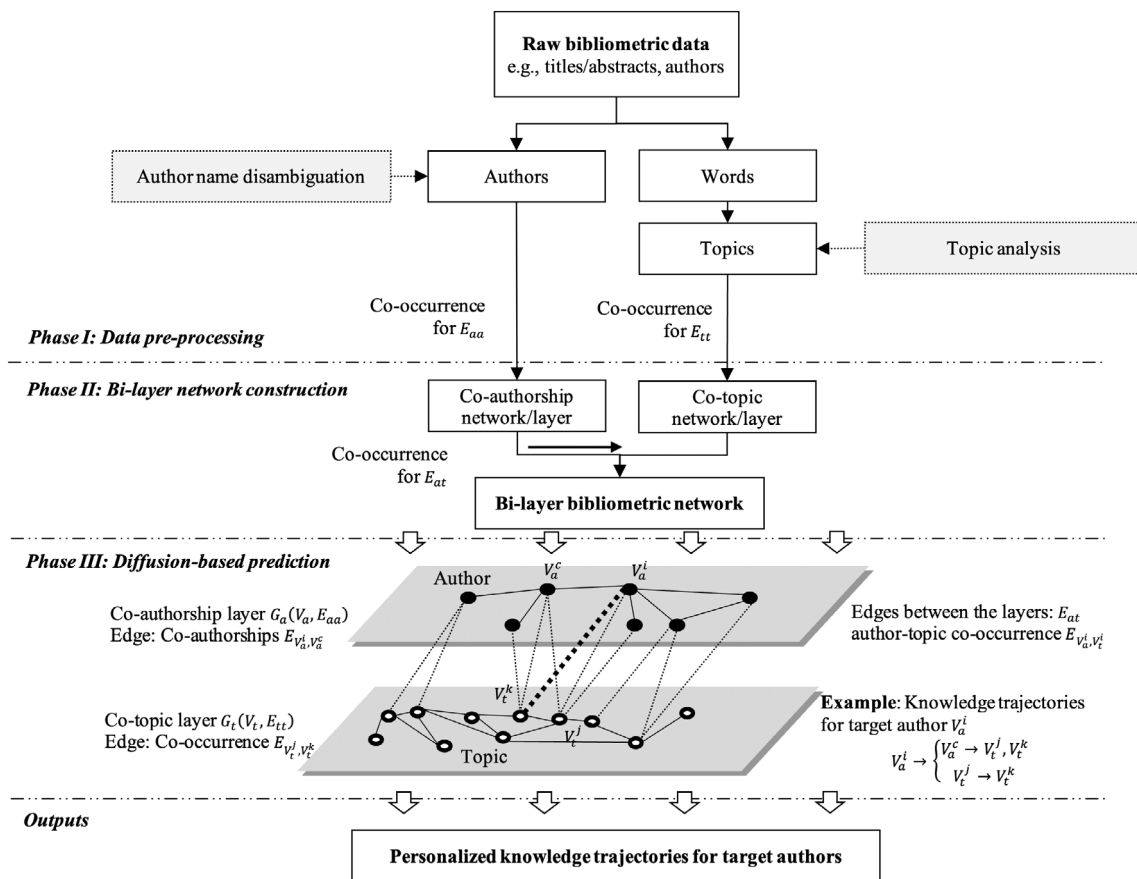 Raw bibliometric data
e.g., titles/abstracts, authors
Author name disambiguation
Authors
Words
Topics
Topic analysis
Co-occurrence
for E_aa
Co-occurrence
for E_tt
Phase I: Data pre-processing
Phase II: Bi-layer network construction
Co-authorship
network/layer
Co-topic
network/layer
Co-occurrence
for E_at
Bi-layer bibliometric network
Phase III: Diffusion-based prediction
Author
V_a^c
V_a^i
Co-authorship layer G_a(V_a, E_aa)
Edge: Co-authorships E_{V_a^i,V_a^c}
Edges between the layers: E_at
author-topic co-occurrence E_{V_a^i,V_t^i}
V_t^k
Co-topic layer G_t(V_t, E_tt)
Edge: Co-occurrence E_{V_t^j,V_t^k}
V_t^j
Topic
Example: Knowledge trajectories
for target author V_a^i
V_a^i → { V_a^c → V_t^j, V_t^k
V_t^j → V_t^k
Outputs
Personalized knowledge trajectories for target authors